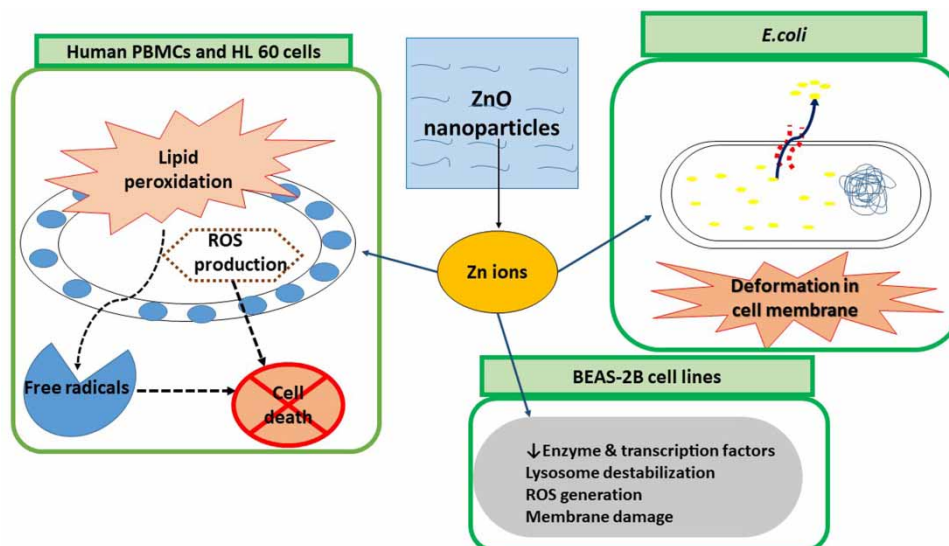 Human PBMCs and HL 60 cells
Lipid
peroxidation
ROS
production
Free radicals
Cell
death
ZnO
nanoparticles
Zn ions
E.coli
Deformation in
cell membrane
BEAS-2B cell lines
↓Enzyme & transcription factors
Lysosome destabilization
ROS generation
Membrane damage